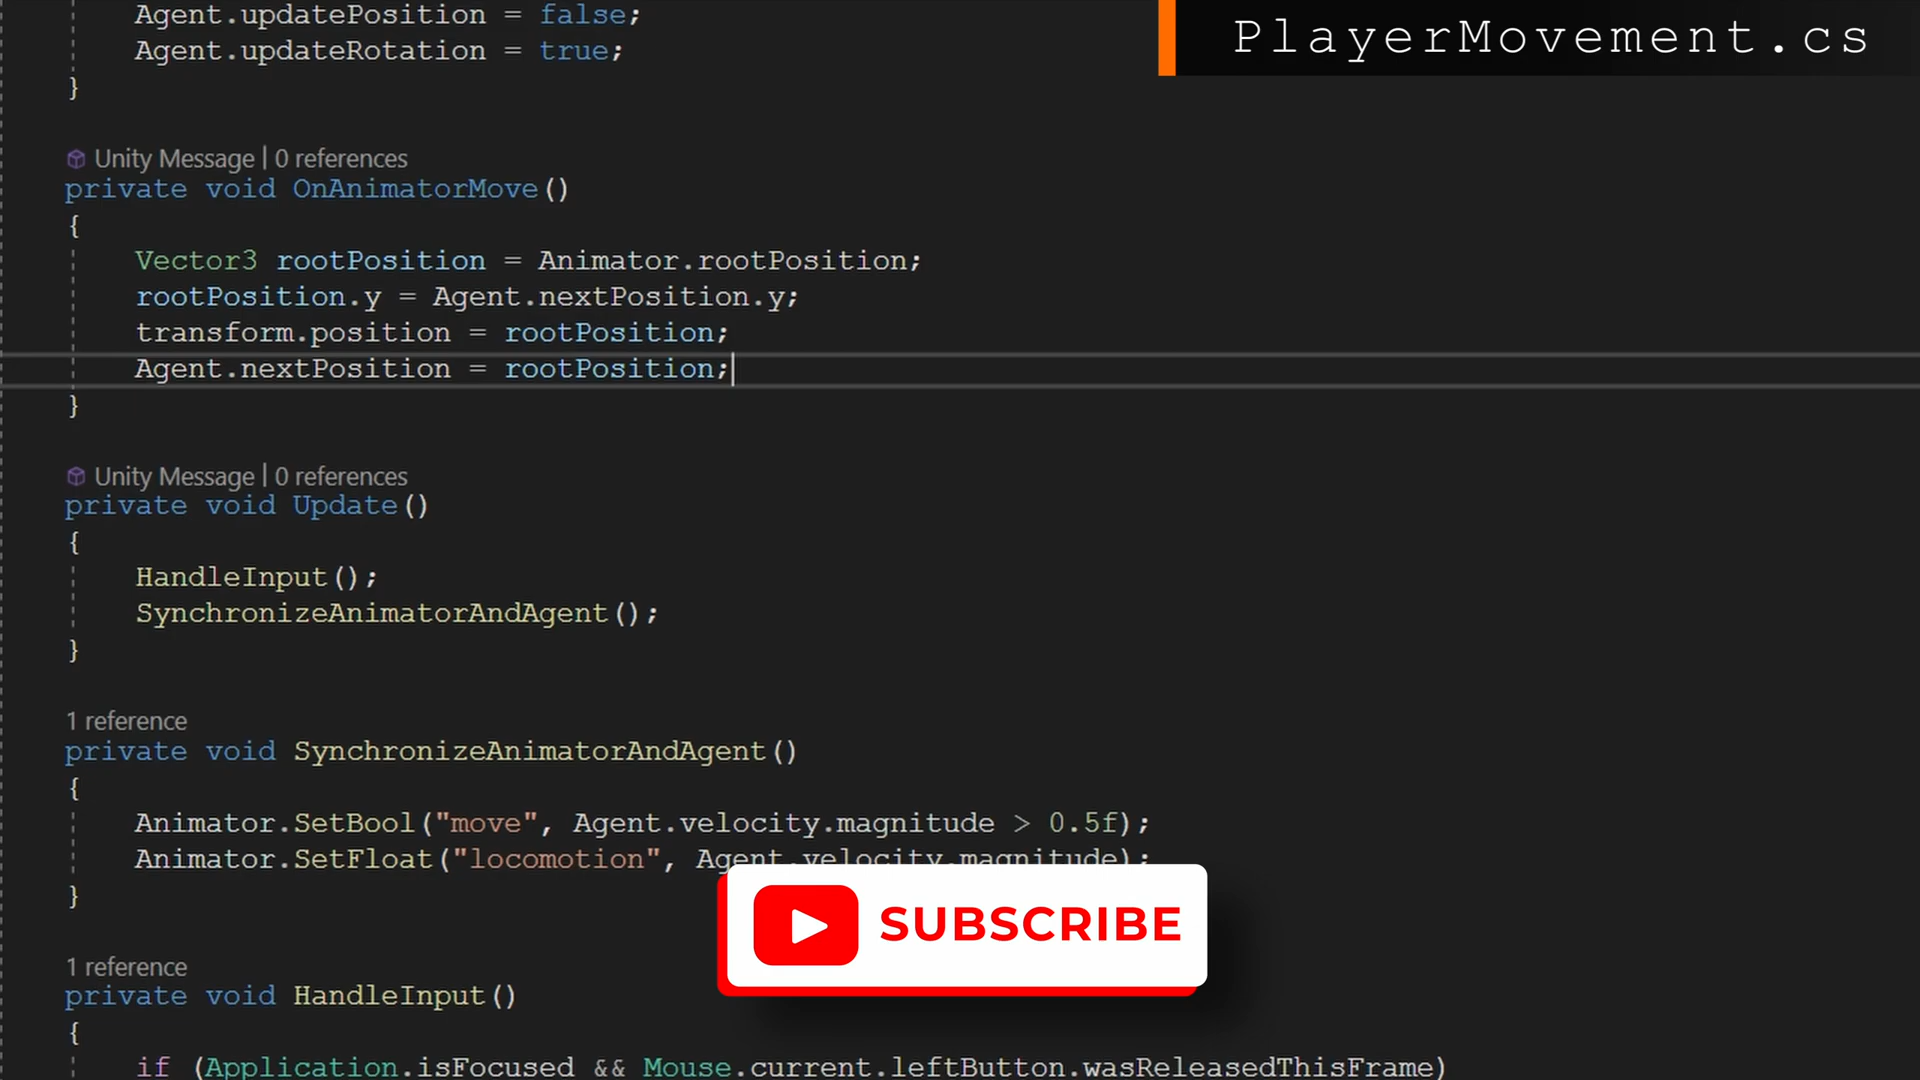 Agent.updatePosition = false;
PlayerMovement.cs
Agent.updateRotation = true;
}
Unity Message | 0 references
private void OnAnimatorMove()
{
Vector3 rootPosition = Animator.rootPosition;
rootPosition.y = Agent.nextPosition.y;
transform.position = rootPosition;
Agent.nextPosition = rootPosition;
}
Unity Message | 0 references
private void Update()
{
HandleInput();
SynchronizeAnimatorAndAgent();
}
1 reference
private void SynchronizeAnimatorAndAgent()
{
Animator.SetBool("move", Agent.velocity.magnitude > 0.5f);
Animator.SetFloat("locomotion", Agent.velocity.magnitude);
}
SUBSCRIBE
1 reference
private void HandleInput()
{
if (Application.isFocused && Mouse.current.leftButton.wasReleasedThisFrame)